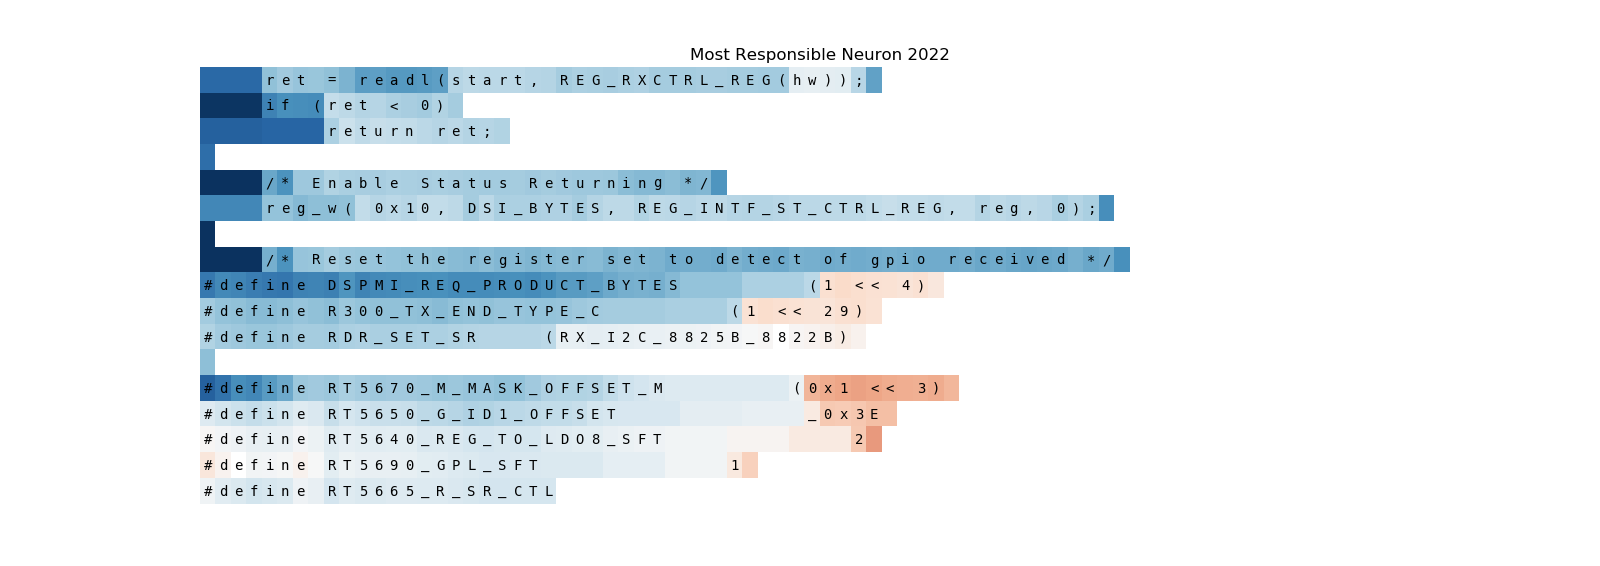 Most Responsible Neuron 2022
ret = readl(start, REG_RXCTRL_REG(hw));
if (ret < 0)
return ret;
/* Enable Status Returning */
reg_w( 0x10, DSI_BYTES, REG_INTF_ST_CTRL_REG, reg, 0);
/* Reset the register set to detect of gpio received */
#define DSPMI_REQ_PRODUCT_BYTES        (1 << 4)
#define R300_TX_END_TYPE_C        (1 << 29)
#define RDR_SET_SR    (RX_I2C_8825B_8822B)
#define RT5670_M_MASK_OFFSET_M        (0x1 << 3)
#define RT5650_G_ID1_OFFSET            _0x3E
#define RT5640_REG_TO_LDO8_SFT            2
#define RT5690_GPL_SFT            1
#define RT5665_R_SR_CTL